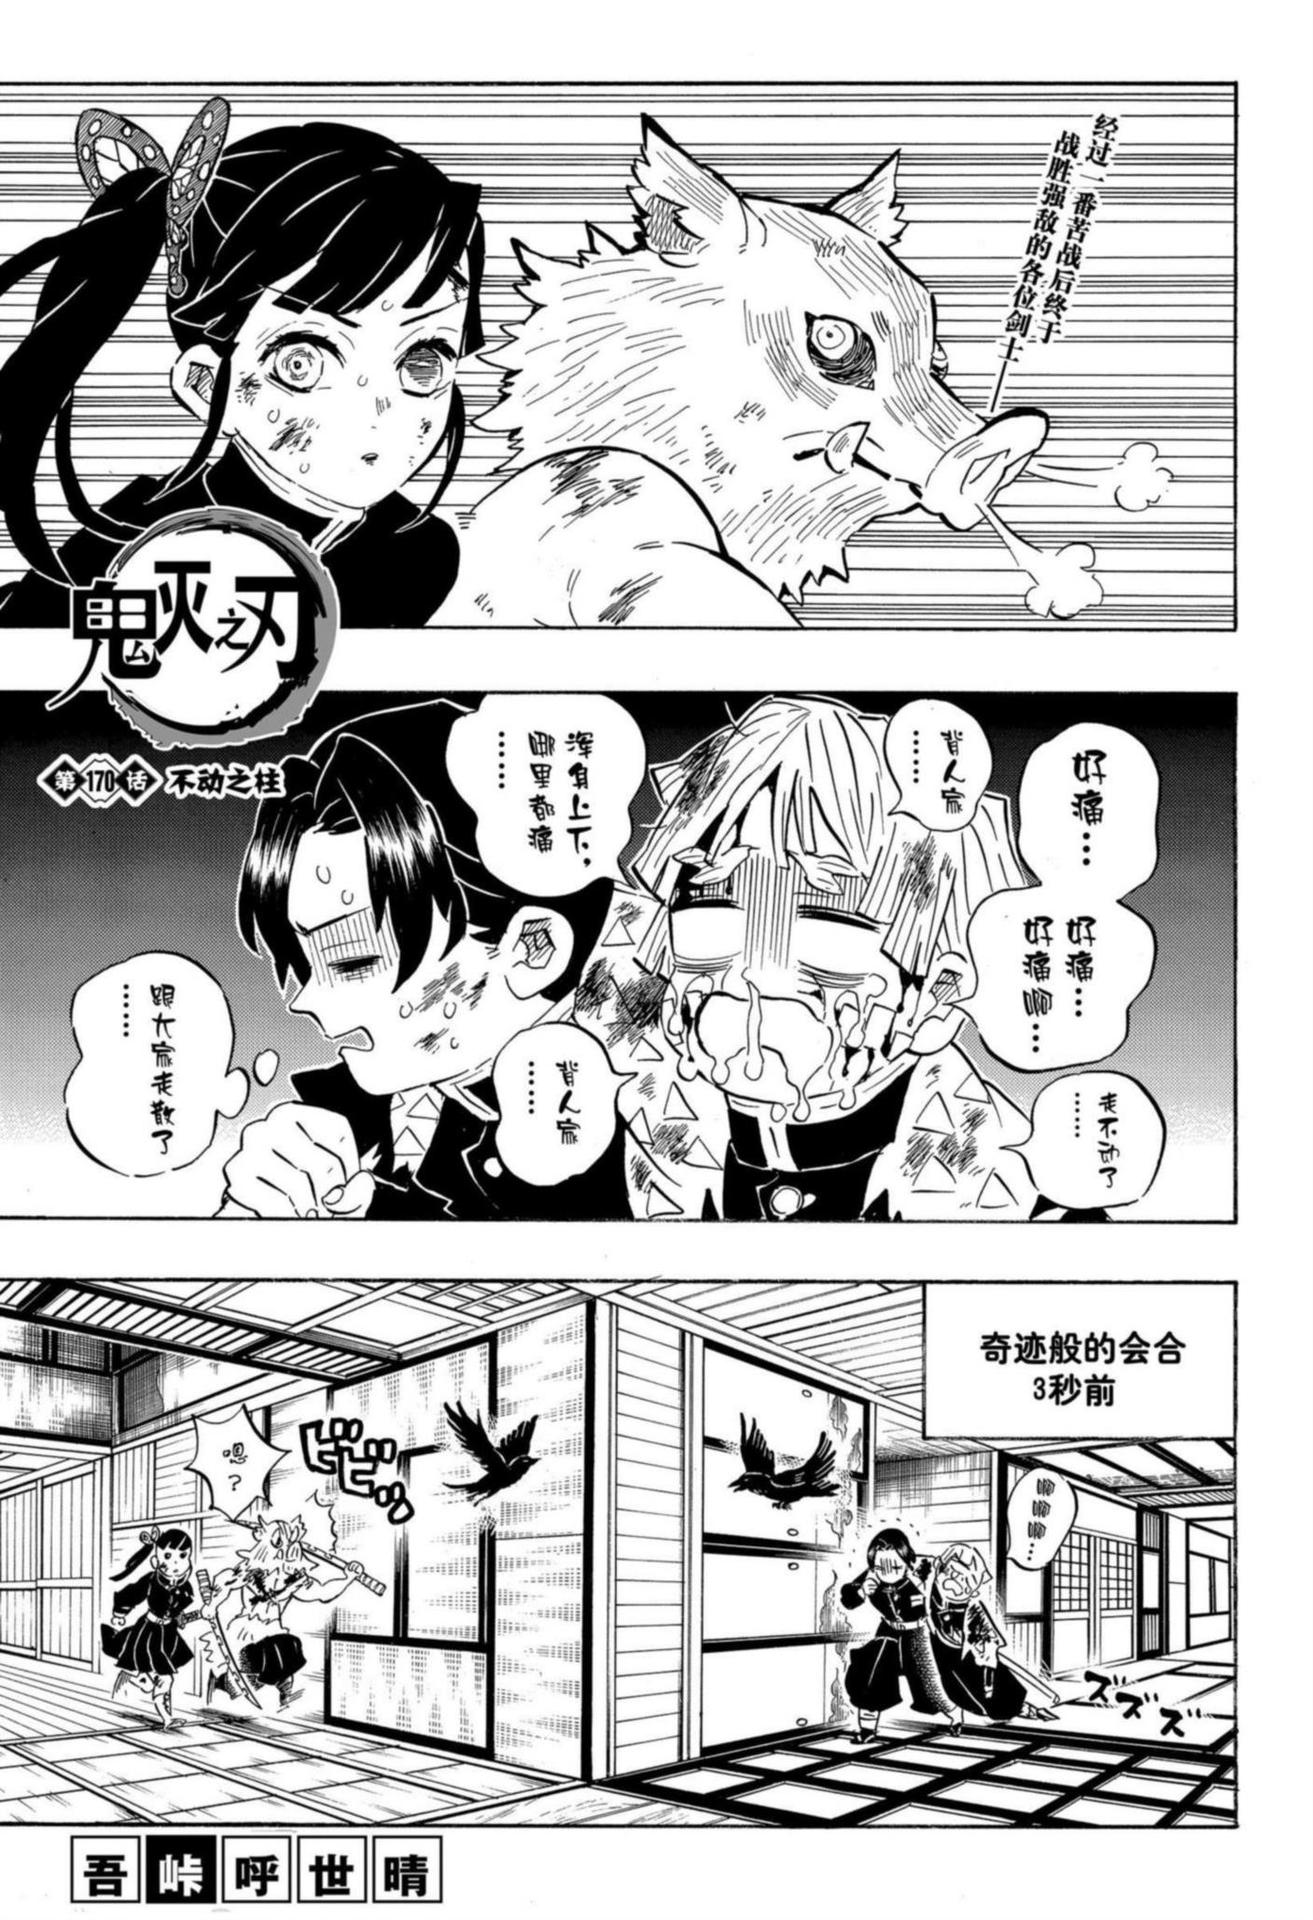 经过一番苦战后终于
战胜强敌的各位剑士——
鬼灭之刃
第170话 不动之柱
好痛…
好痛…
好痛啊…
走不动了
……
背人家
……
浑身上下，
哪里都痛
……
背人家
……
跟大家走散了
……
奇迹般的会合
3秒前
啊啊啊…
ズズズ
嗯？
ビビビッ
吾峠呼世晴